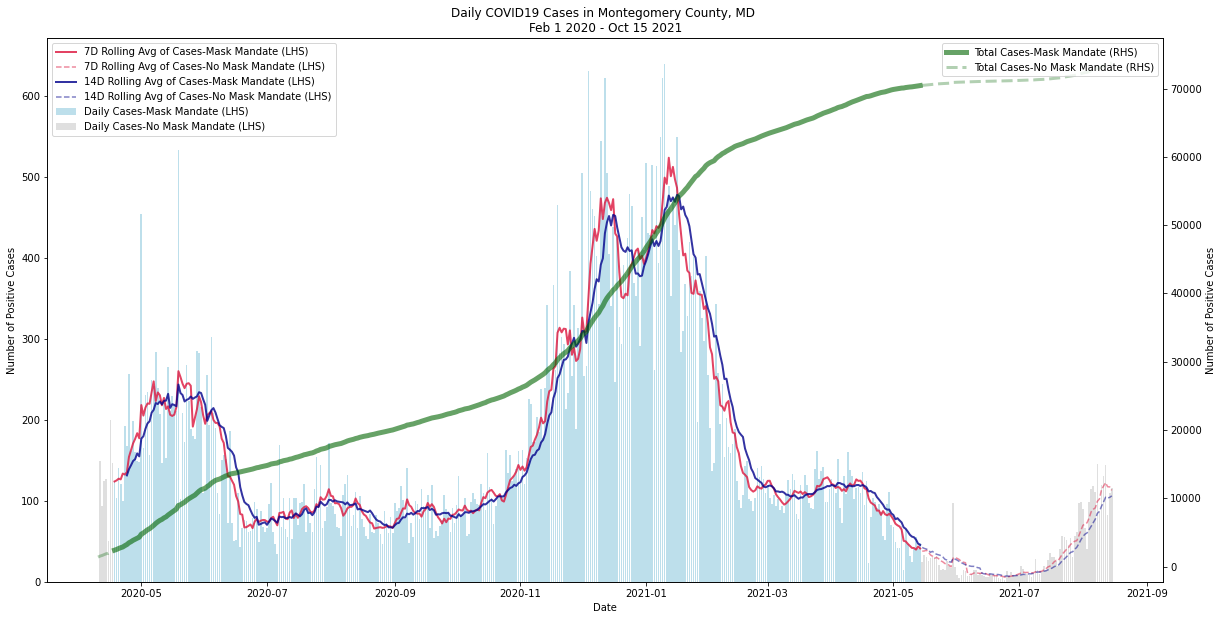 Daily COVID19 Cases in Montegomery County, MD
Feb 1 2020 - Oct 15 2021
7D Rolling Avg of Cases-Mask Mandate (LHS)
7D Rolling Avg of Cases-No Mask Mandate (LHS)
14D Rolling Avg of Cases-Mask Mandate (LHS)
14D Rolling Avg of Cases-No Mask Mandate (LHS)
Daily Cases-Mask Mandate (LHS)
Daily Cases-No Mask Mandate (LHS)
Total Cases-Mask Mandate (RHS)
Total Cases-No Mask Mandate (RHS)
Number of Positive Cases
600
500
400
300
200
100
0
70000
60000
50000
40000
30000
20000
10000
0
Number of Positive Cases
2020-05
2020-07
2020-09
2020-11
2021-01
2021-03
2021-05
2021-07
2021-09
Date